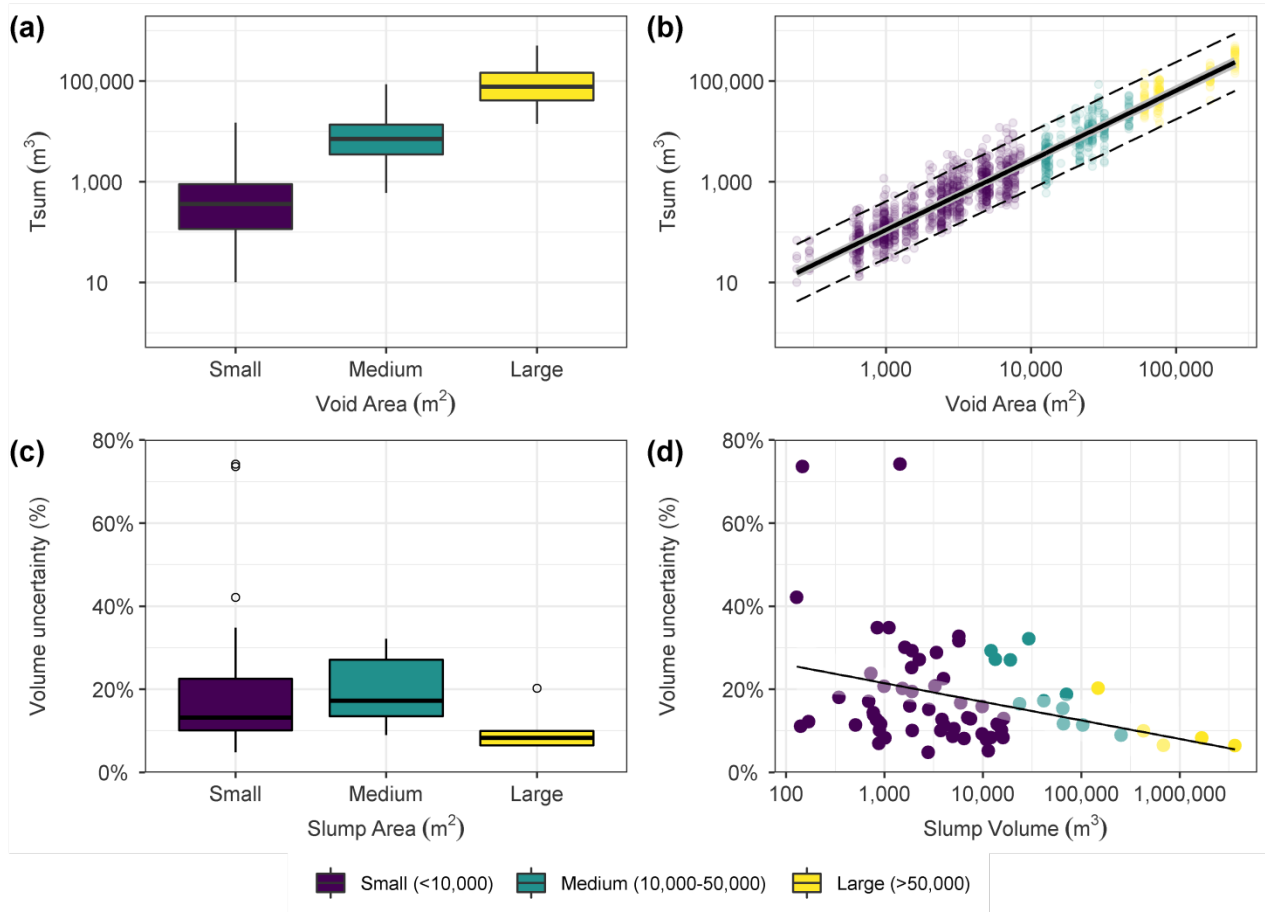 (a)
Tsum (m³)
100,000
1,000
10
Small Medium Large
Void Area (m²)
(b)
Tsum (m³)
100,000
1,000
10
1,000 10,000 100,000
Void Area (m²)
(c)
Volume uncertainty (%)
80%
60%
40%
20%
0%
Small Medium Large
Slump Area (m²)
(d)
Volume uncertainty (%)
80%
60%
40%
20%
0%
100 1,000 10,000 100,000 1,000,000
Slump Volume (m³)
Small (<10,000) Medium (10,000-50,000) Large (>50,000)